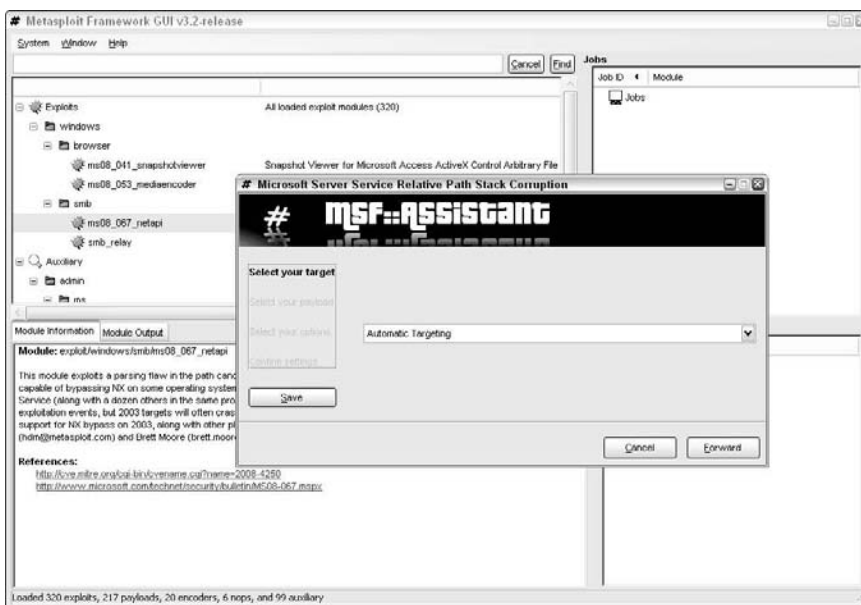 # Metasploit Framework GUI v3.2-release
System Window Help
Cancel Find
Jobs
Job ID Module
Jobs
Exploits All loaded exploit modules (320)
windows
browser
ms08_041_snapshotviewer Snapshot Viewer for Microsoft Access ActiveX Control Arbitrary File
ms08_053_mediaencoder
smb
ms08_067_netapi
smb_relay
Auxiliary
admin
ms
# Microsoft Server Service Relative Path Stack Corruption
# MSF::Assistant
Select your target
Select your payload
Select your options
Confirm settings
Automatic Targeting
Save
Cancel Forward
Module Information Module Output
Module: exploit/windows/smb/ms08_067_netapi
This module exploits a parsing flaw in the path cano
capable of bypassing NX on some operating system
Service (along with a dozen others in the same pro
exploitation events, but 2003 targets will often cras
support for NX bypass on 2003, along with other pl
(hdm@metasploit.com) and Brett Moore (brett.moor
References:
http://cve.mitre.org/cgi-bin/cvename.cgi?name=2008-4250
http://www.microsoft.com/technet/security/bulletin/MS08-067.mspx
Loaded 320 exploits, 217 payloads, 20 encoders, 6 nops, and 99 auxiliary